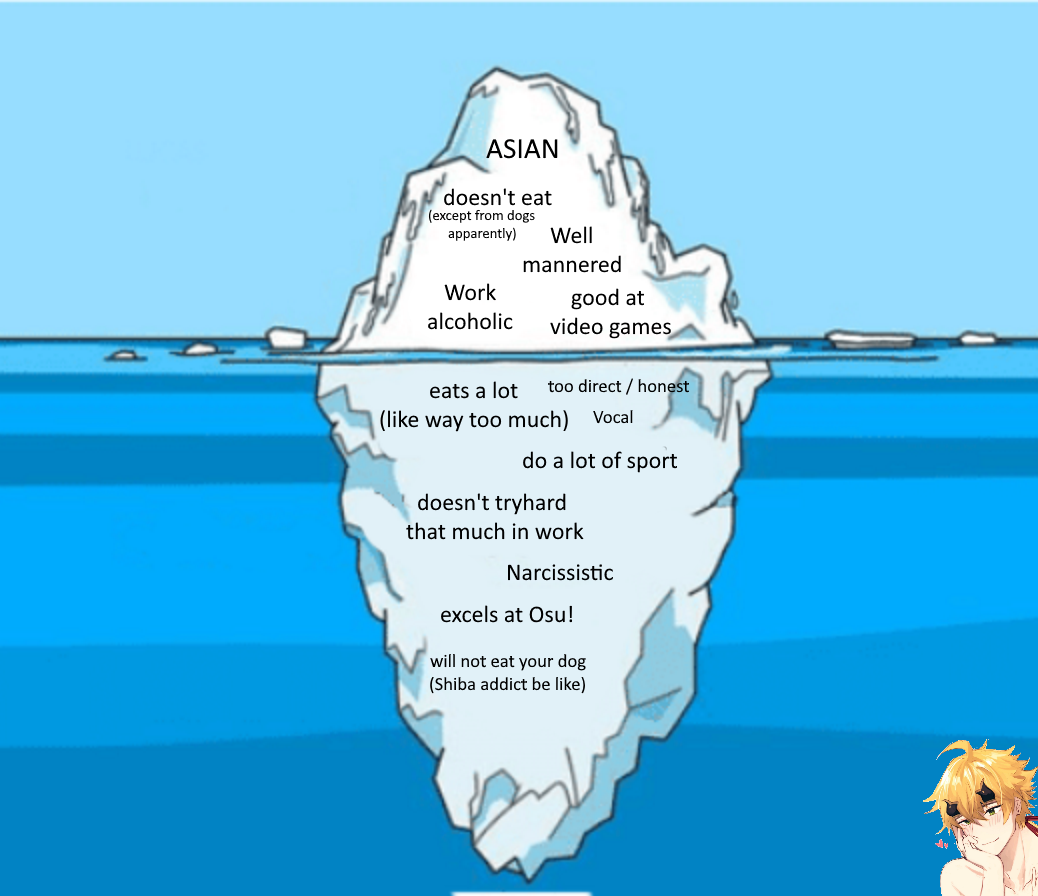 ASIAN
doesn't eat
(except from dogs
apparently)
Well
mannered
Work
alcoholic
good at
video games
eats a lot
(like way too much)
too direct / honest
Vocal
do a lot of sport
doesn't tryhard
that much in work
Narcissistic
excels at Osu!
will not eat your dog
(Shiba addict be like)